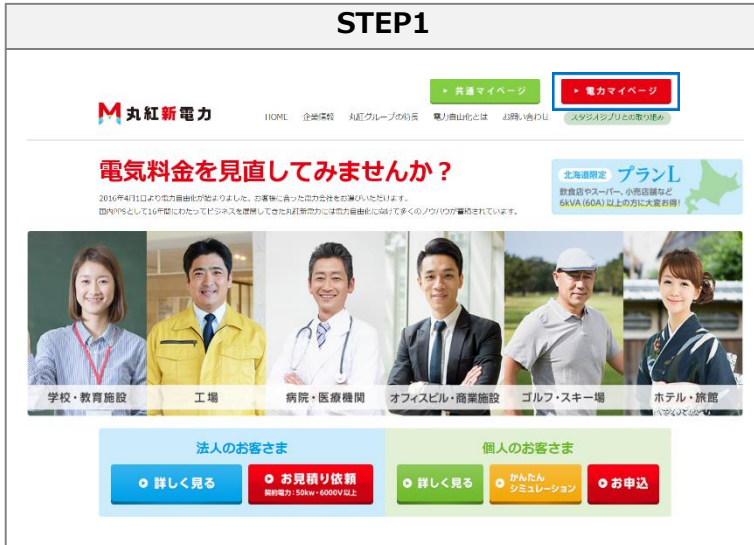 STEP1
共通マイページ
電力マイページ
丸紅新電力
HOME 企業情報 丸紅グループの特長 電力自由化とは お問い合わせ スタジオジブリとの取り組み
電気料金を見直してみませんか？
2016年4月1日より電力自由化が始まりました。お客様に合った電力会社をお選びいただけます。
国内PPSとして16年間にわたってビジネスを展開してきた丸紅新電力には電力自由化に向けて多くのノウハウが蓄積されています。
北海道限定 プランL
飲食店やスーパー、小売店舗など
6kVA(60A)以上の方に大変お得!
学校・教育施設
工場
病院・医療機関
オフィスビル・商業施設
ゴルフ・スキー場
ホテル・旅館
法人のお客さま
詳しく見る
お見積り依頼
契約電力:50kw・6000V以上
個人のお客さま
詳しく見る
かんたん
シミュレーション
お申込